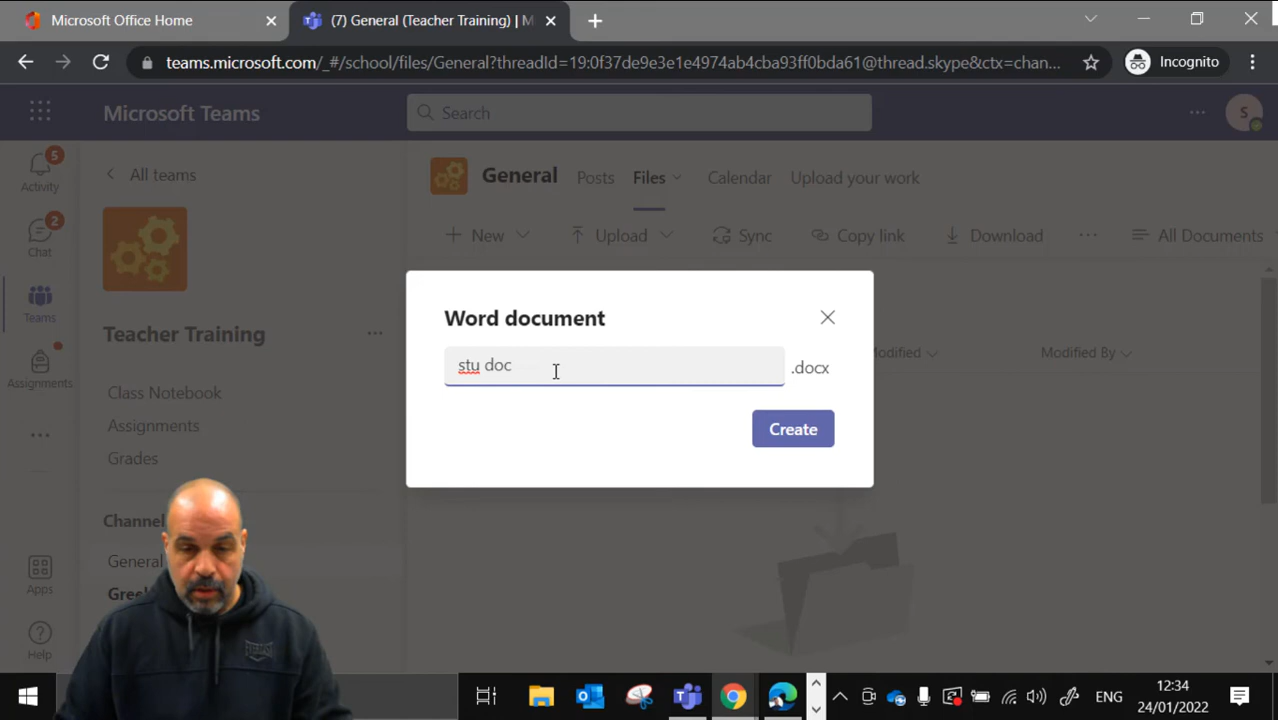 Microsoft Office Home
(7) General (Teacher Training) | M
teams.microsoft.com/_#/school/files/General?threadId=19:0f37de9e3e1e4974ab4cba93ff0bda61@thread.skype&ctx=chan...
Incognito
Microsoft Teams
Search
S
5
Activity
2
Chat
Teams
Assignments
Apps
Help
All teams
Teacher Training
Class Notebook
Assignments
Grades
General
General
Posts
Files
Calendar
Upload your work
New
Upload
Sync
Copy link
Download
All Documents
Modified
Modified By
Word document
stu doc
.docx
Create
ENG
12:34
24/01/2022